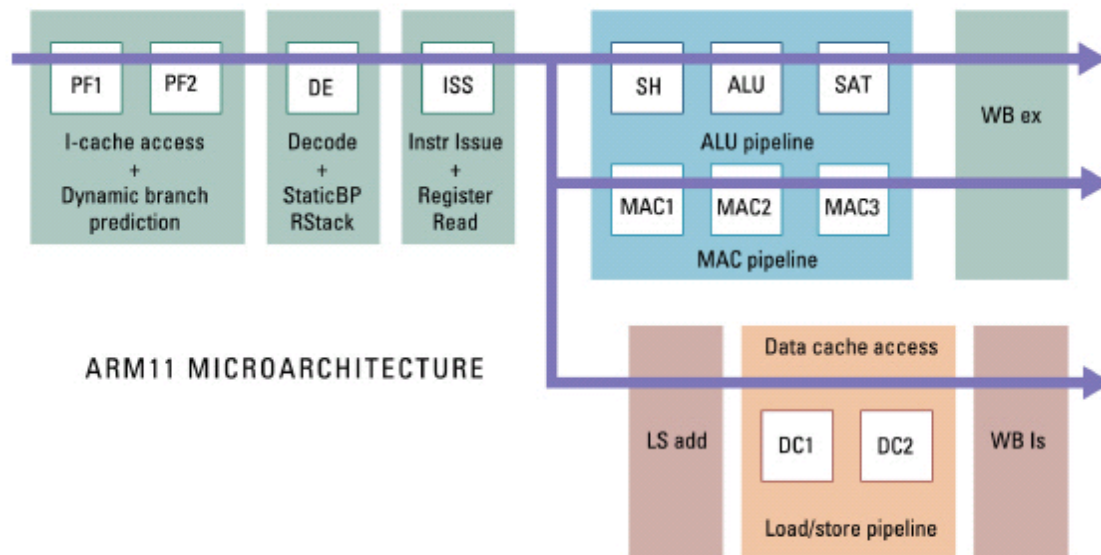 PF1
PF2
I-cache access
+
Dynamic branch
prediction
DE
Decode
+
StaticBP
RStack
ISS
Instr Issue
+
Register
Read
SH
ALU
SAT
ALU pipeline
MAC1
MAC2
MAC3
MAC pipeline
WB ex
ARM11 MICROARCHITECTURE
LS add
Data cache access
DC1
DC2
Load/store pipeline
WB ls